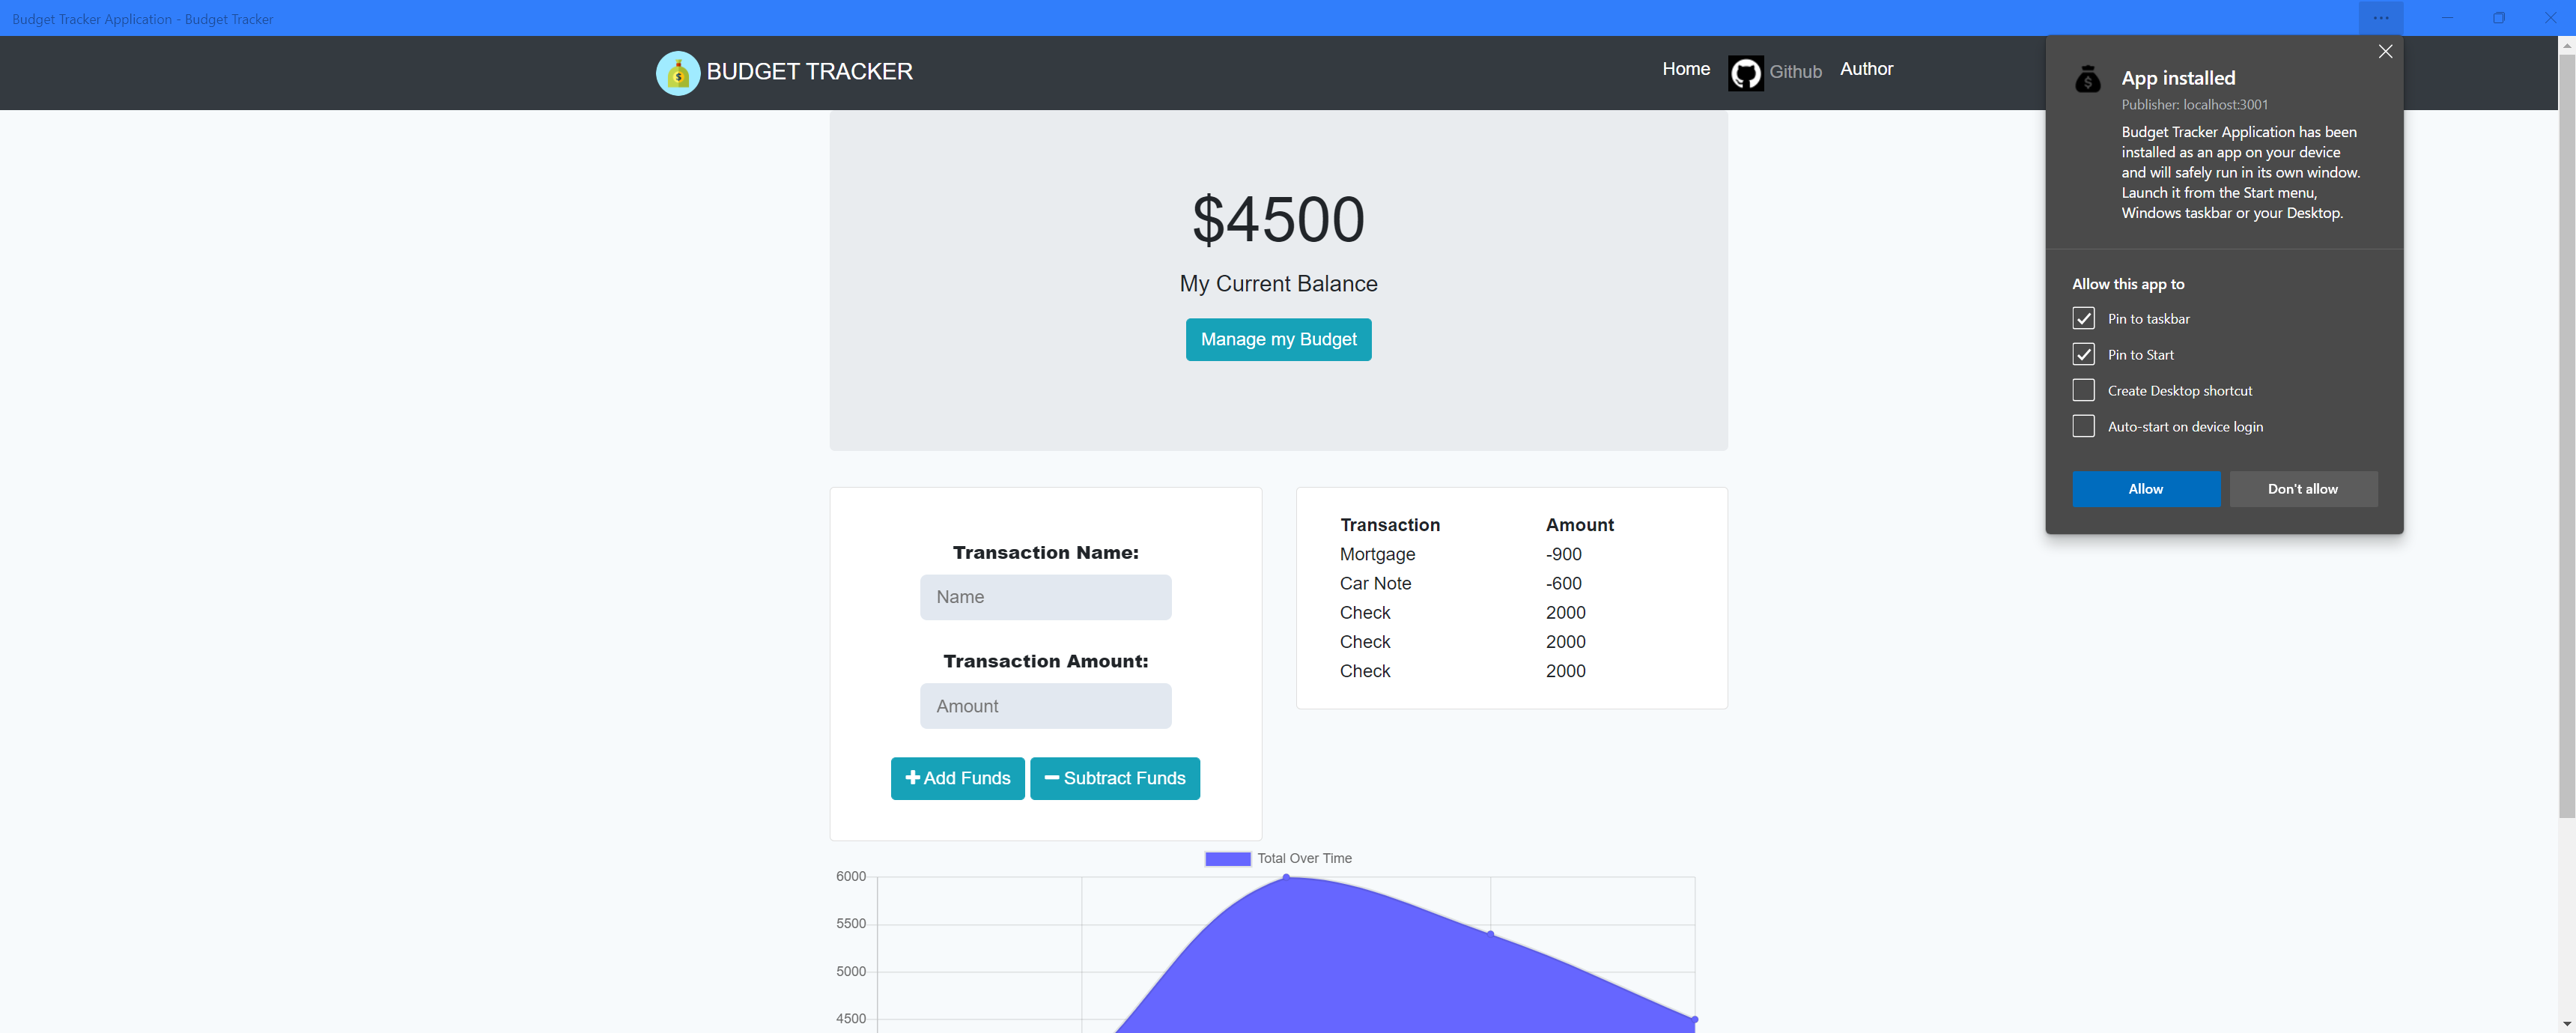 Budget Tracker Application - Budget Tracker
BUDGET TRACKER
Home
Github
Author
App installed
Publisher: localhost:3001
Budget Tracker Application has been
installed as an app on your device
and will safely run in its own window.
Launch it from the Start menu,
Windows taskbar or your Desktop.
Allow this app to
Pin to taskbar
Pin to Start
Create Desktop shortcut
Auto-start on device login
Allow
Don't allow
$4500
My Current Balance
Manage my Budget
Transaction Name:
Name
Transaction Amount:
Amount
Add Funds
Subtract Funds
Transaction Amount
Mortgage -900
Car Note -600
Check 2000
Check 2000
Check 2000
Total Over Time
6000
5500
5000
4500